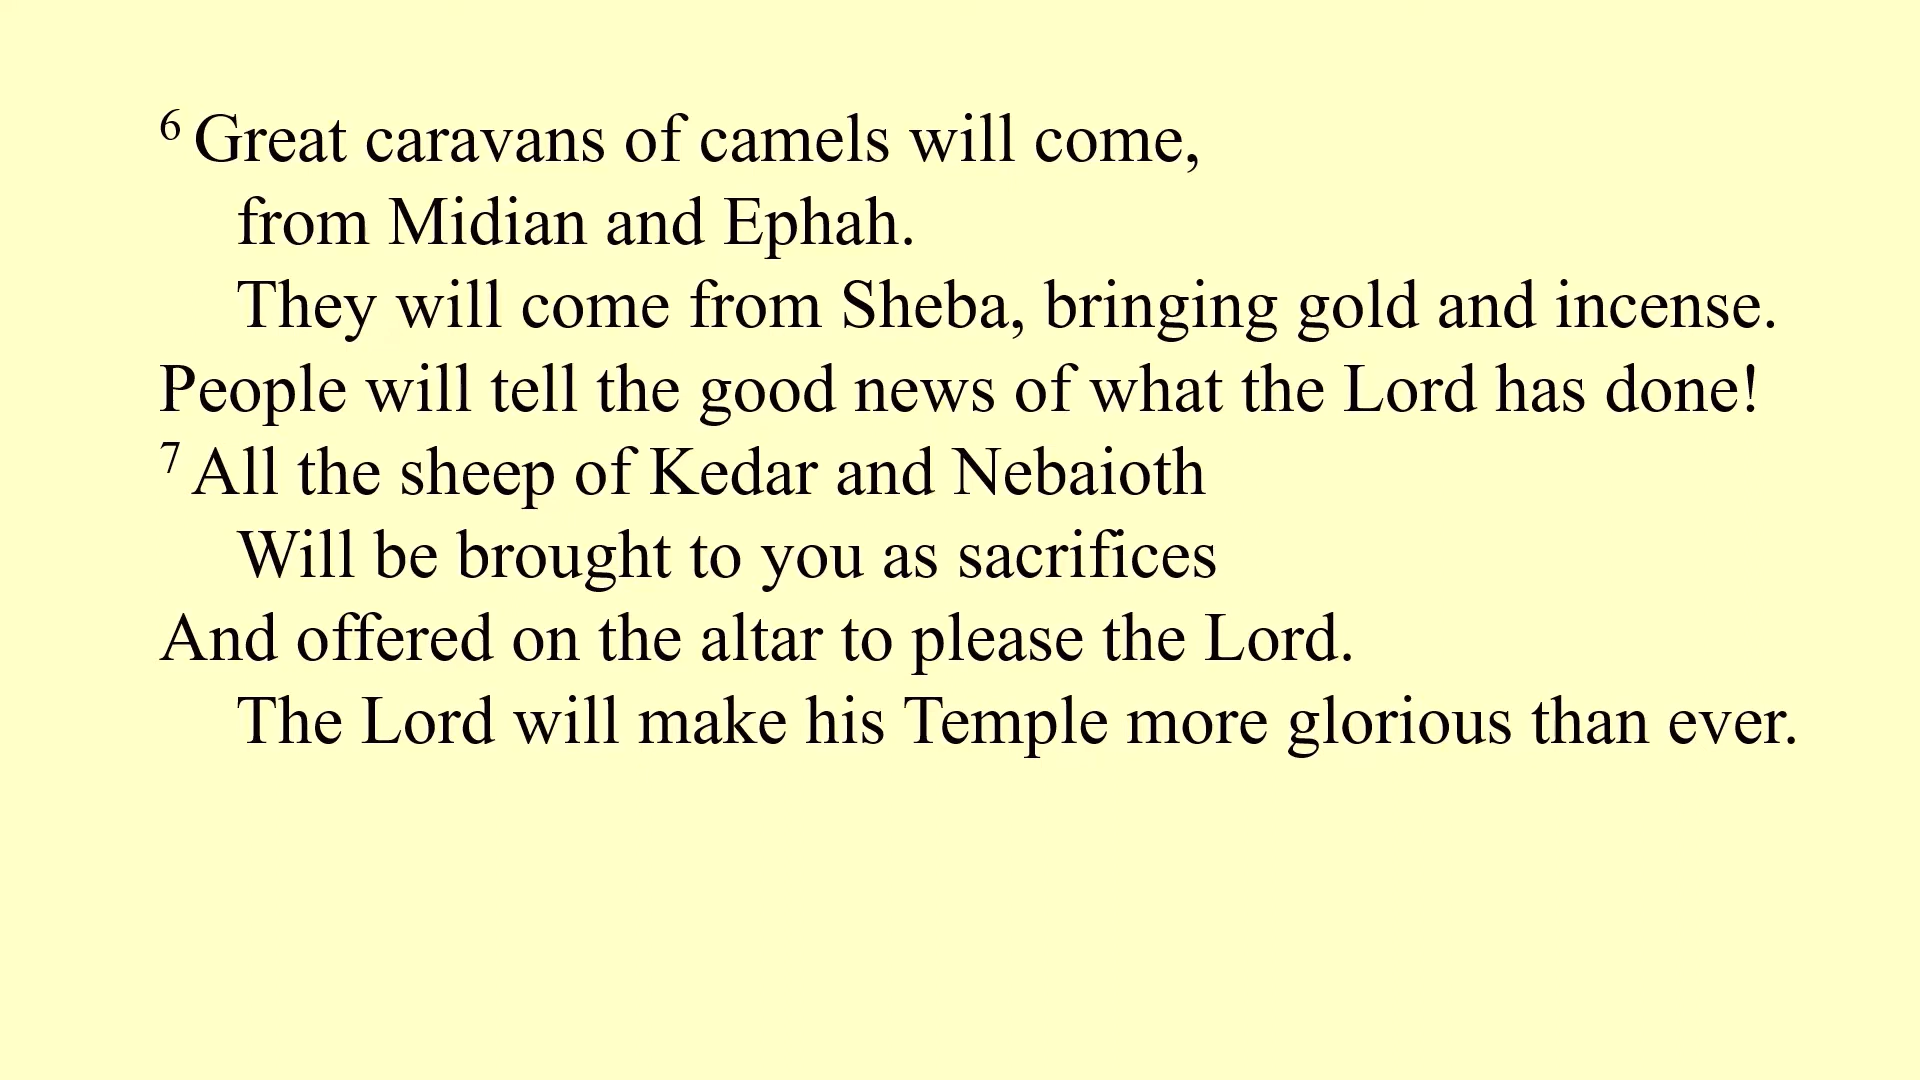 6 Great caravans of camels will come,
from Midian and Ephah.
They will come from Sheba, bringing gold and incense.
People will tell the good news of what the Lord has done!
7 All the sheep of Kedar and Nebaioth
Will be brought to you as sacrifices
And offered on the altar to please the Lord.
The Lord will make his Temple more glorious than ever.